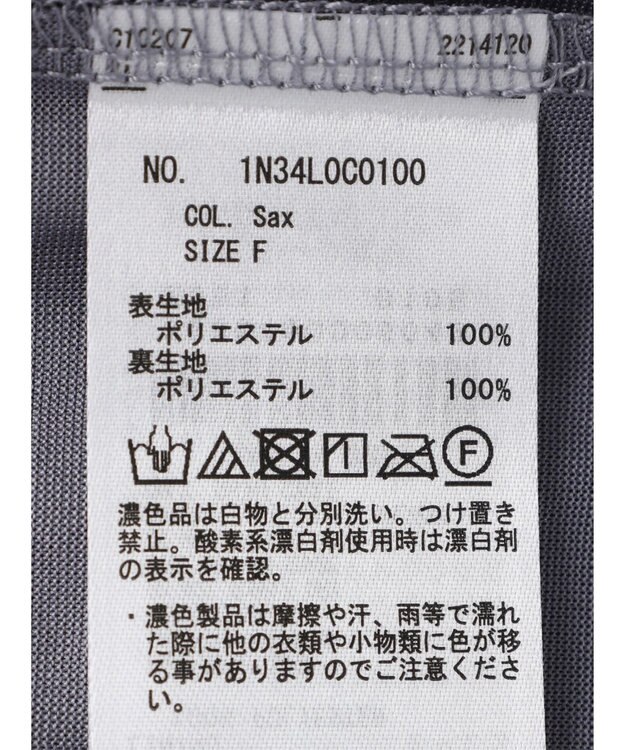 C10207 2214120
NO. 1N34L0C0100
COL. Sax
SIZE F
表生地
ポリエステル 100%
裏生地
ポリエステル 100%
F
濃色品は白物と分別洗い。つけ置き
禁止。酸素系漂白剤使用時は漂白剤
の表示を確認。
・濃色製品は摩擦や汗、雨等で濡れ
た際に他の衣類や小物類に色が移
る事がありますのでご注意くださ
い。